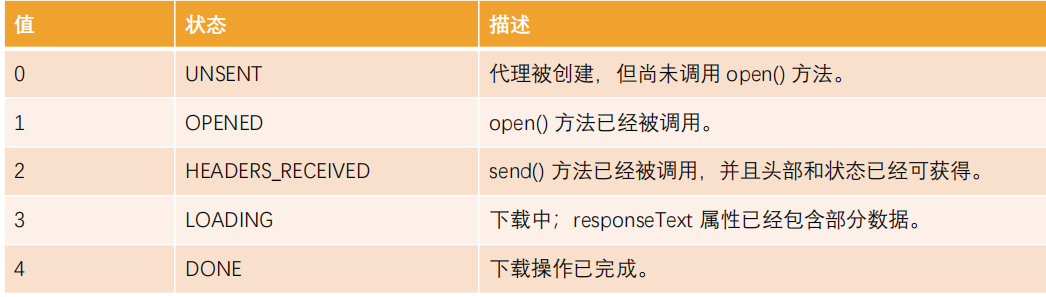 值 状态 描述
0 UNSENT 代理被创建，但尚未调用 open() 方法。
1 OPENED open() 方法已经被调用。
2 HEADERS_RECEIVED send() 方法已经被调用，并且头部和状态已经可获得。
3 LOADING 下载中；responseText 属性已经包含部分数据。
4 DONE 下载操作已完成。